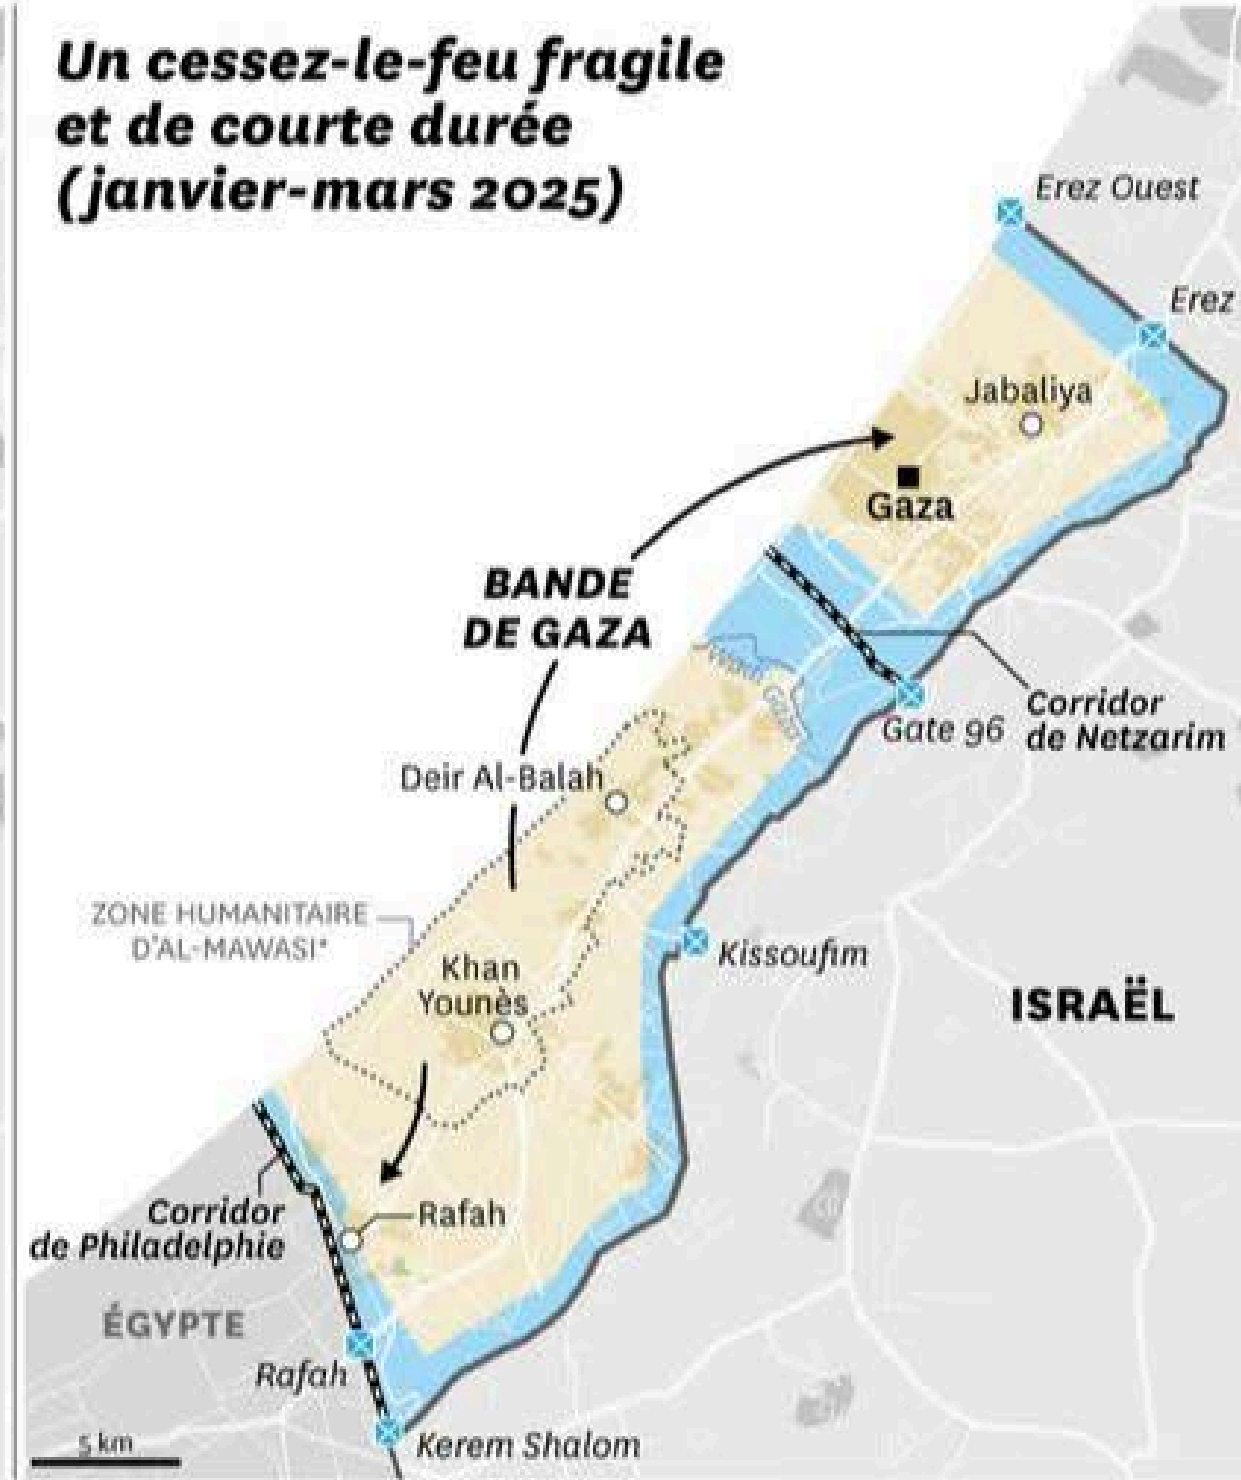 Un cessez-le-feu fragile
et de courte durée
(janvier-mars 2025)
Erez Ouest
Erez
Jabaliya
Gaza
BANDE
DE GAZA
Corridor
de Netzarim
Gate 96
Deir Al-Balah
ZONE HUMANITAIRE
D'AL-MAWASI*
Kissoufim
Khan
Younès
ISRAËL
Corridor
de Philadelphie
Rafah
ÉGYPTE
Rafah
Kerem Shalom
5 km